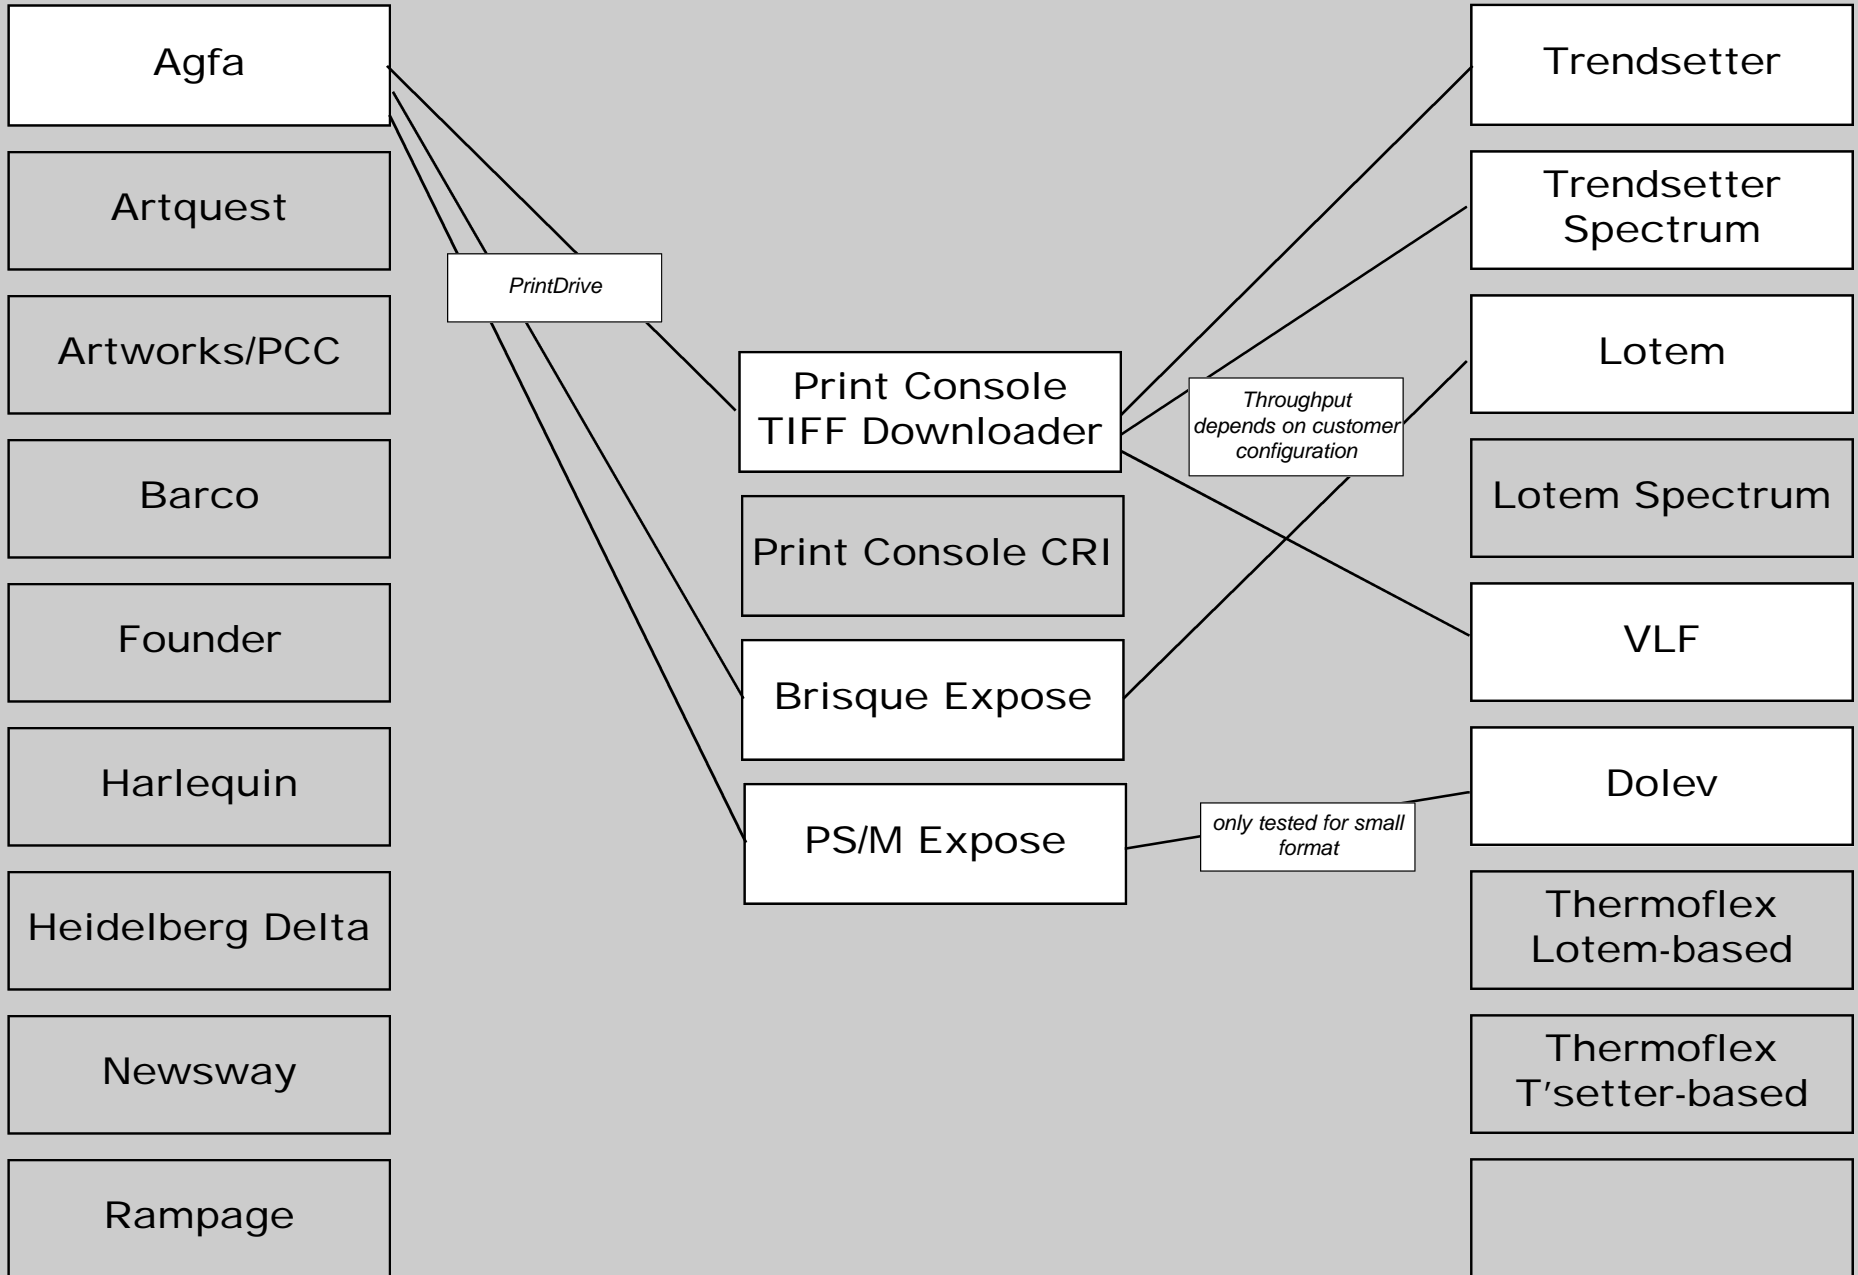 Agfa
Artquest
Artworks/PCC
Barco
Founder
Harlequin
Heidelberg Delta
Newsway
Rampage
PrintDrive
Print Console
TIFF Downloader
Print Console CRI
Brisque Expose
PS/M Expose
Throughput
depends on customer
configuration
only tested for small
format
Trendsetter
Trendsetter
Spectrum
Lotem
Lotem Spectrum
VLF
Dolev
Thermoflex
Lotem-based
Thermoflex
T'setter-based